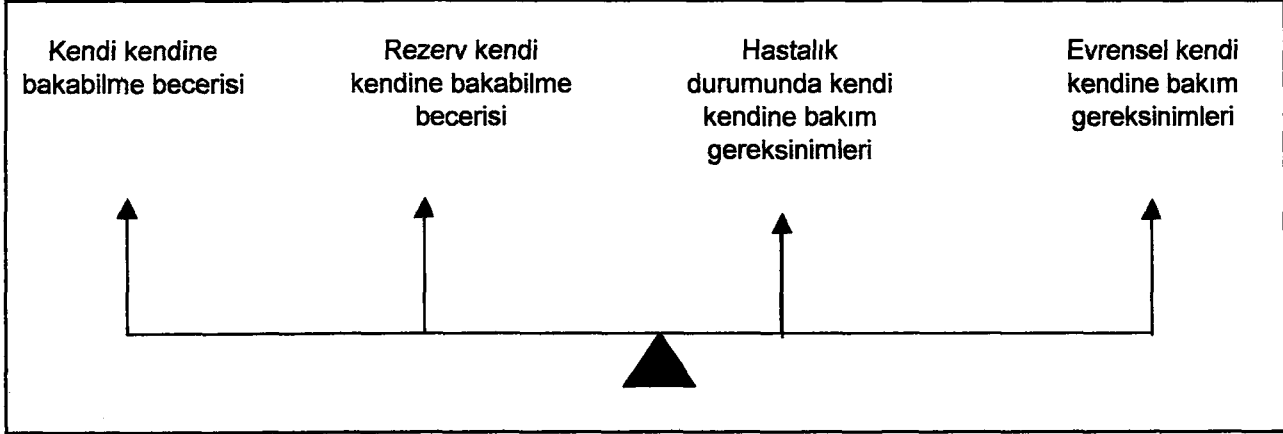 Kendi kendine
bakabilme becerisi
Rezerv kendi
kendine bakabilme
becerisi
Hastalık
durumunda kendi
kendine bakım
gereksinimleri
Evrensel kendi
kendine bakım
gereksinimleri